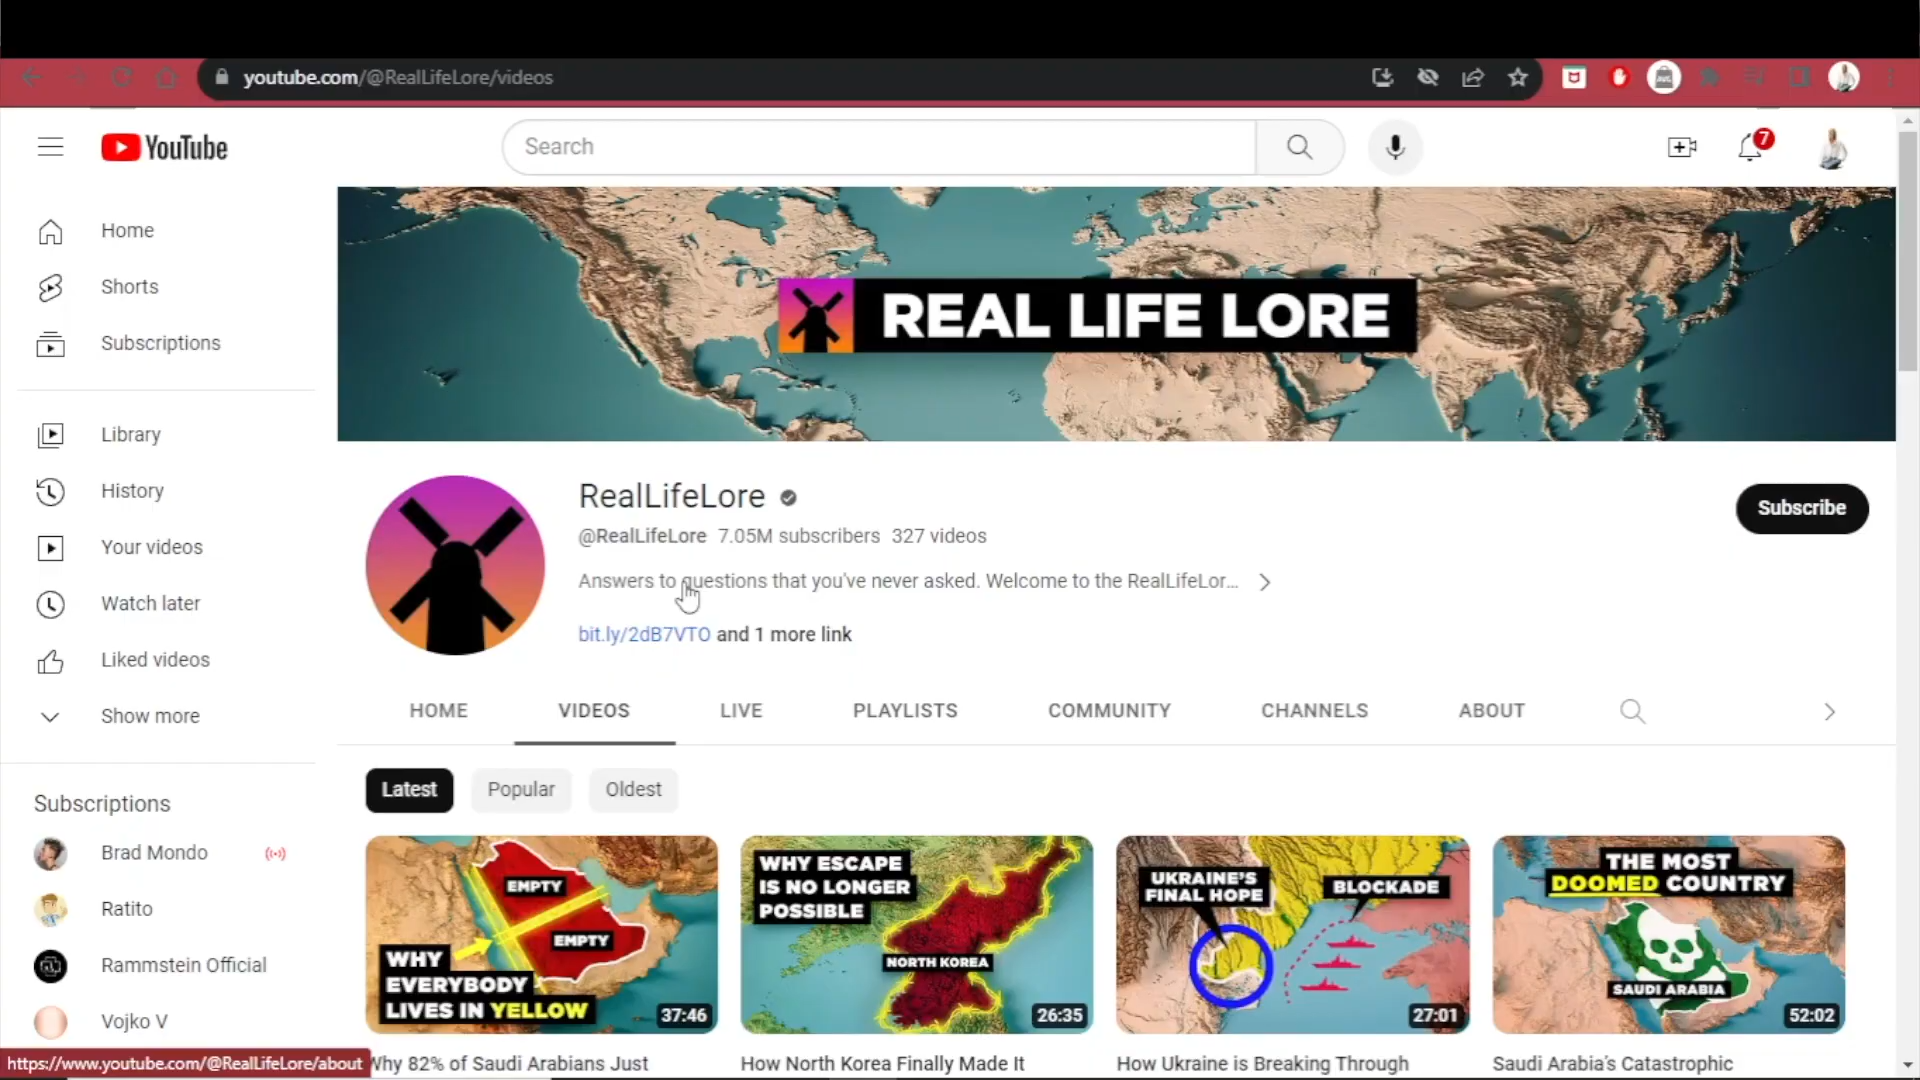 youtube.com/@RealLifeLore/videos
YouTube
Search
7
Home
Shorts
Subscriptions
Library
History
Your videos
Watch later
Liked videos
Show more
Subscriptions
Brad Mondo
Ratito
Rammstein Official
Vojko V
REAL LIFE LORE
RealLifeLore
@RealLifeLore 7.05M subscribers 327 videos
Answers to questions that you've never asked. Welcome to the RealLifeLor...
bit.ly/2dB7VTO and 1 more link
Subscribe
HOME VIDEOS LIVE PLAYLISTS COMMUNITY CHANNELS ABOUT
Latest Popular Oldest
EMPTY
EMPTY
WHY
EVERYBODY
LIVES IN YELLOW
37:46
WHY ESCAPE
IS NO LONGER
POSSIBLE
NORTH KOREA
26:35
UKRAINE'S
FINAL HOPE
BLOCKADE
27:01
THE MOST
DOOMED COUNTRY
SAUDI ARABIA
52:02
Why 82% of Saudi Arabians Just
How North Korea Finally Made It
How Ukraine is Breaking Through
Saudi Arabia's Catastrophic
https://www.youtube.com/@RealLifeLore/about